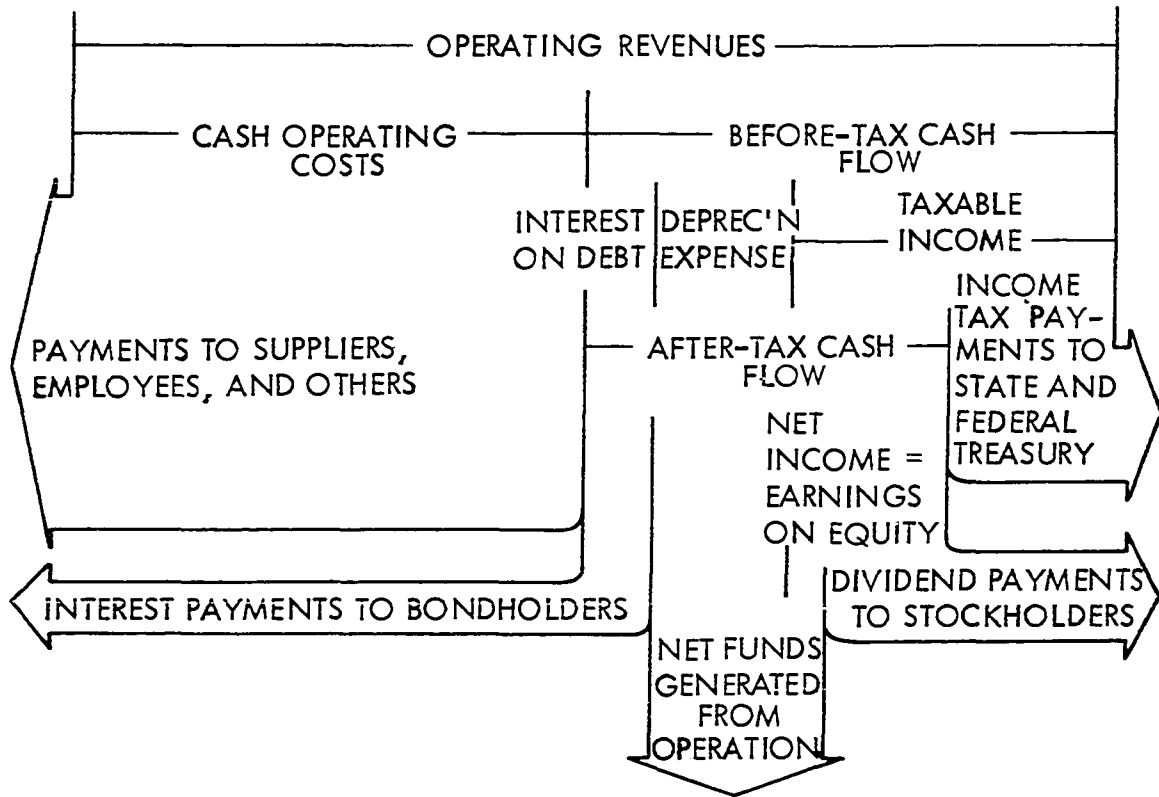 OPERATING REVENUES
CASH OPERATING
COSTS
BEFORE-TAX CASH
FLOW
INTEREST
ON DEBT
DEPREC'N
EXPENSE
TAXABLE
INCOME
INCOME
TAX PAY-
MENTS TO
STATE AND
FEDERAL
TREASURY
PAYMENTS TO SUPPLIERS,
EMPLOYEES, AND OTHERS
AFTER-TAX CASH
FLOW
NET
INCOME =
EARNINGS
ON EQUITY
INTEREST PAYMENTS TO BONDHOLDERS
DIVIDEND PAYMENTS
TO STOCKHOLDERS
NET FUNDS
GENERATED
FROM
OPERATION